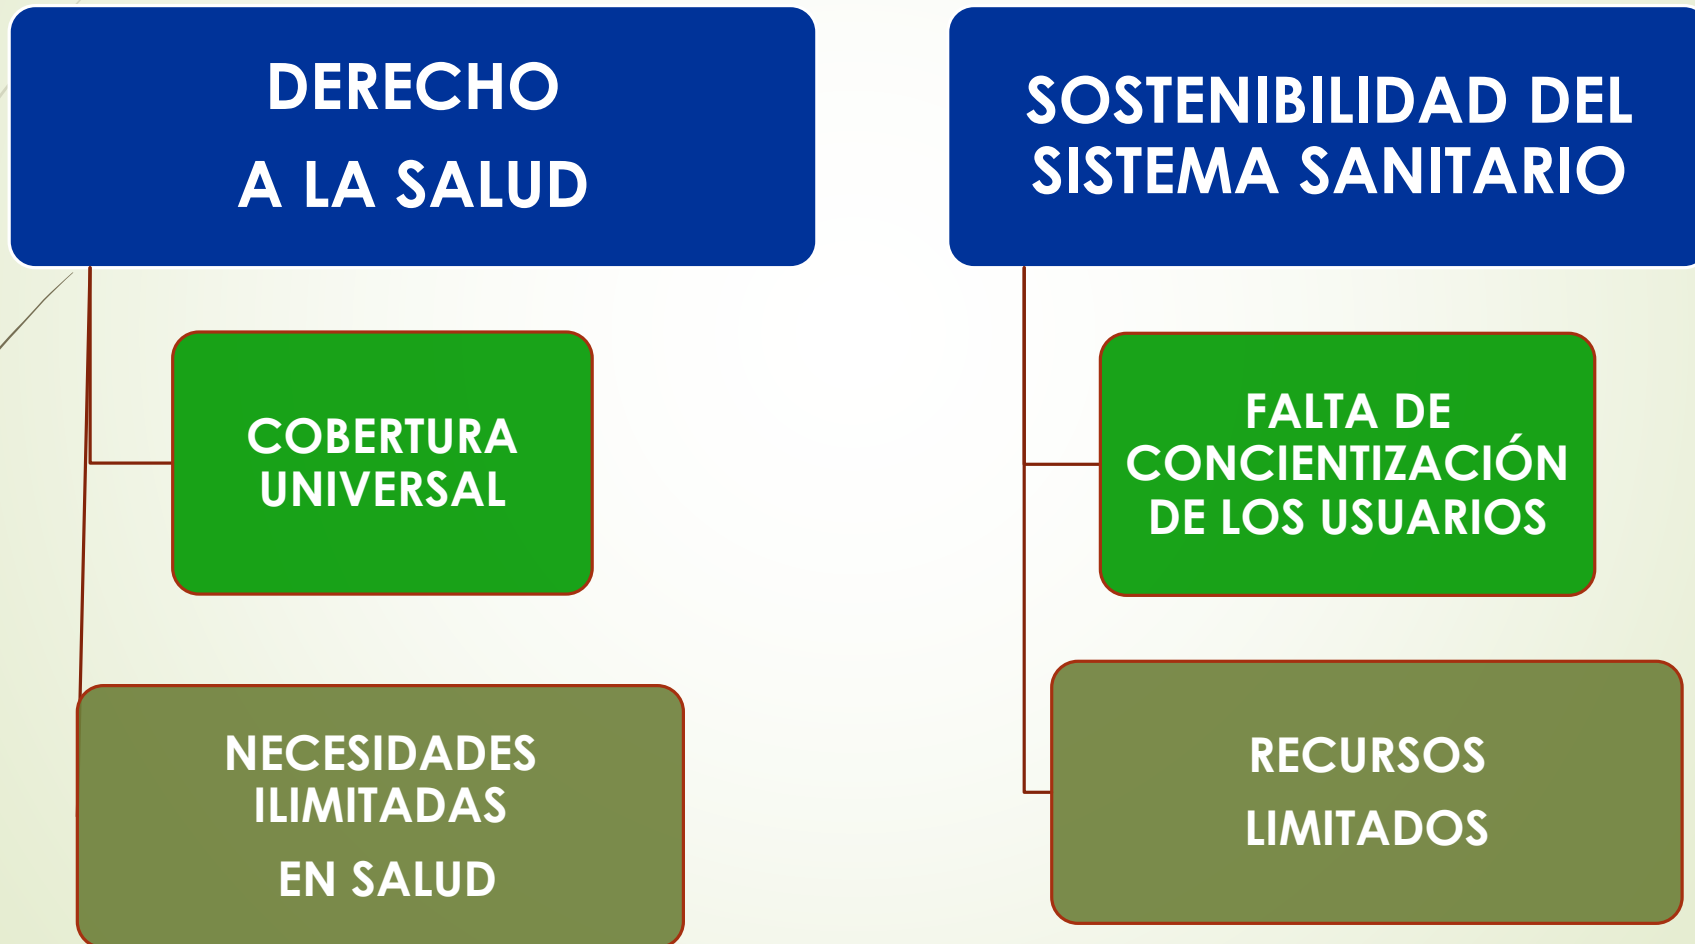 DERECHO
A LA SALUD
COBERTURA
UNIVERSAL
NECESIDADES
ILIMITADAS
EN SALUD
SOSTENIBILIDAD DEL
SISTEMA SANITARIO
FALTA DE
CONCIENTIZACIÓN
DE LOS USUARIOS
RECURSOS
LIMITADOS